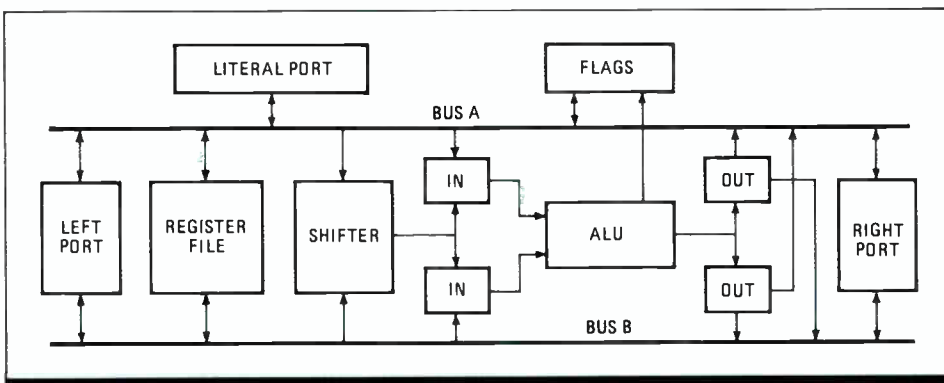 LITERAL PORT
FLAGS
BUS A
LEFT
PORT
REGISTER
FILE
SHIFTER
IN
IN
ALU
OUT
OUT
RIGHT
PORT
BUS B